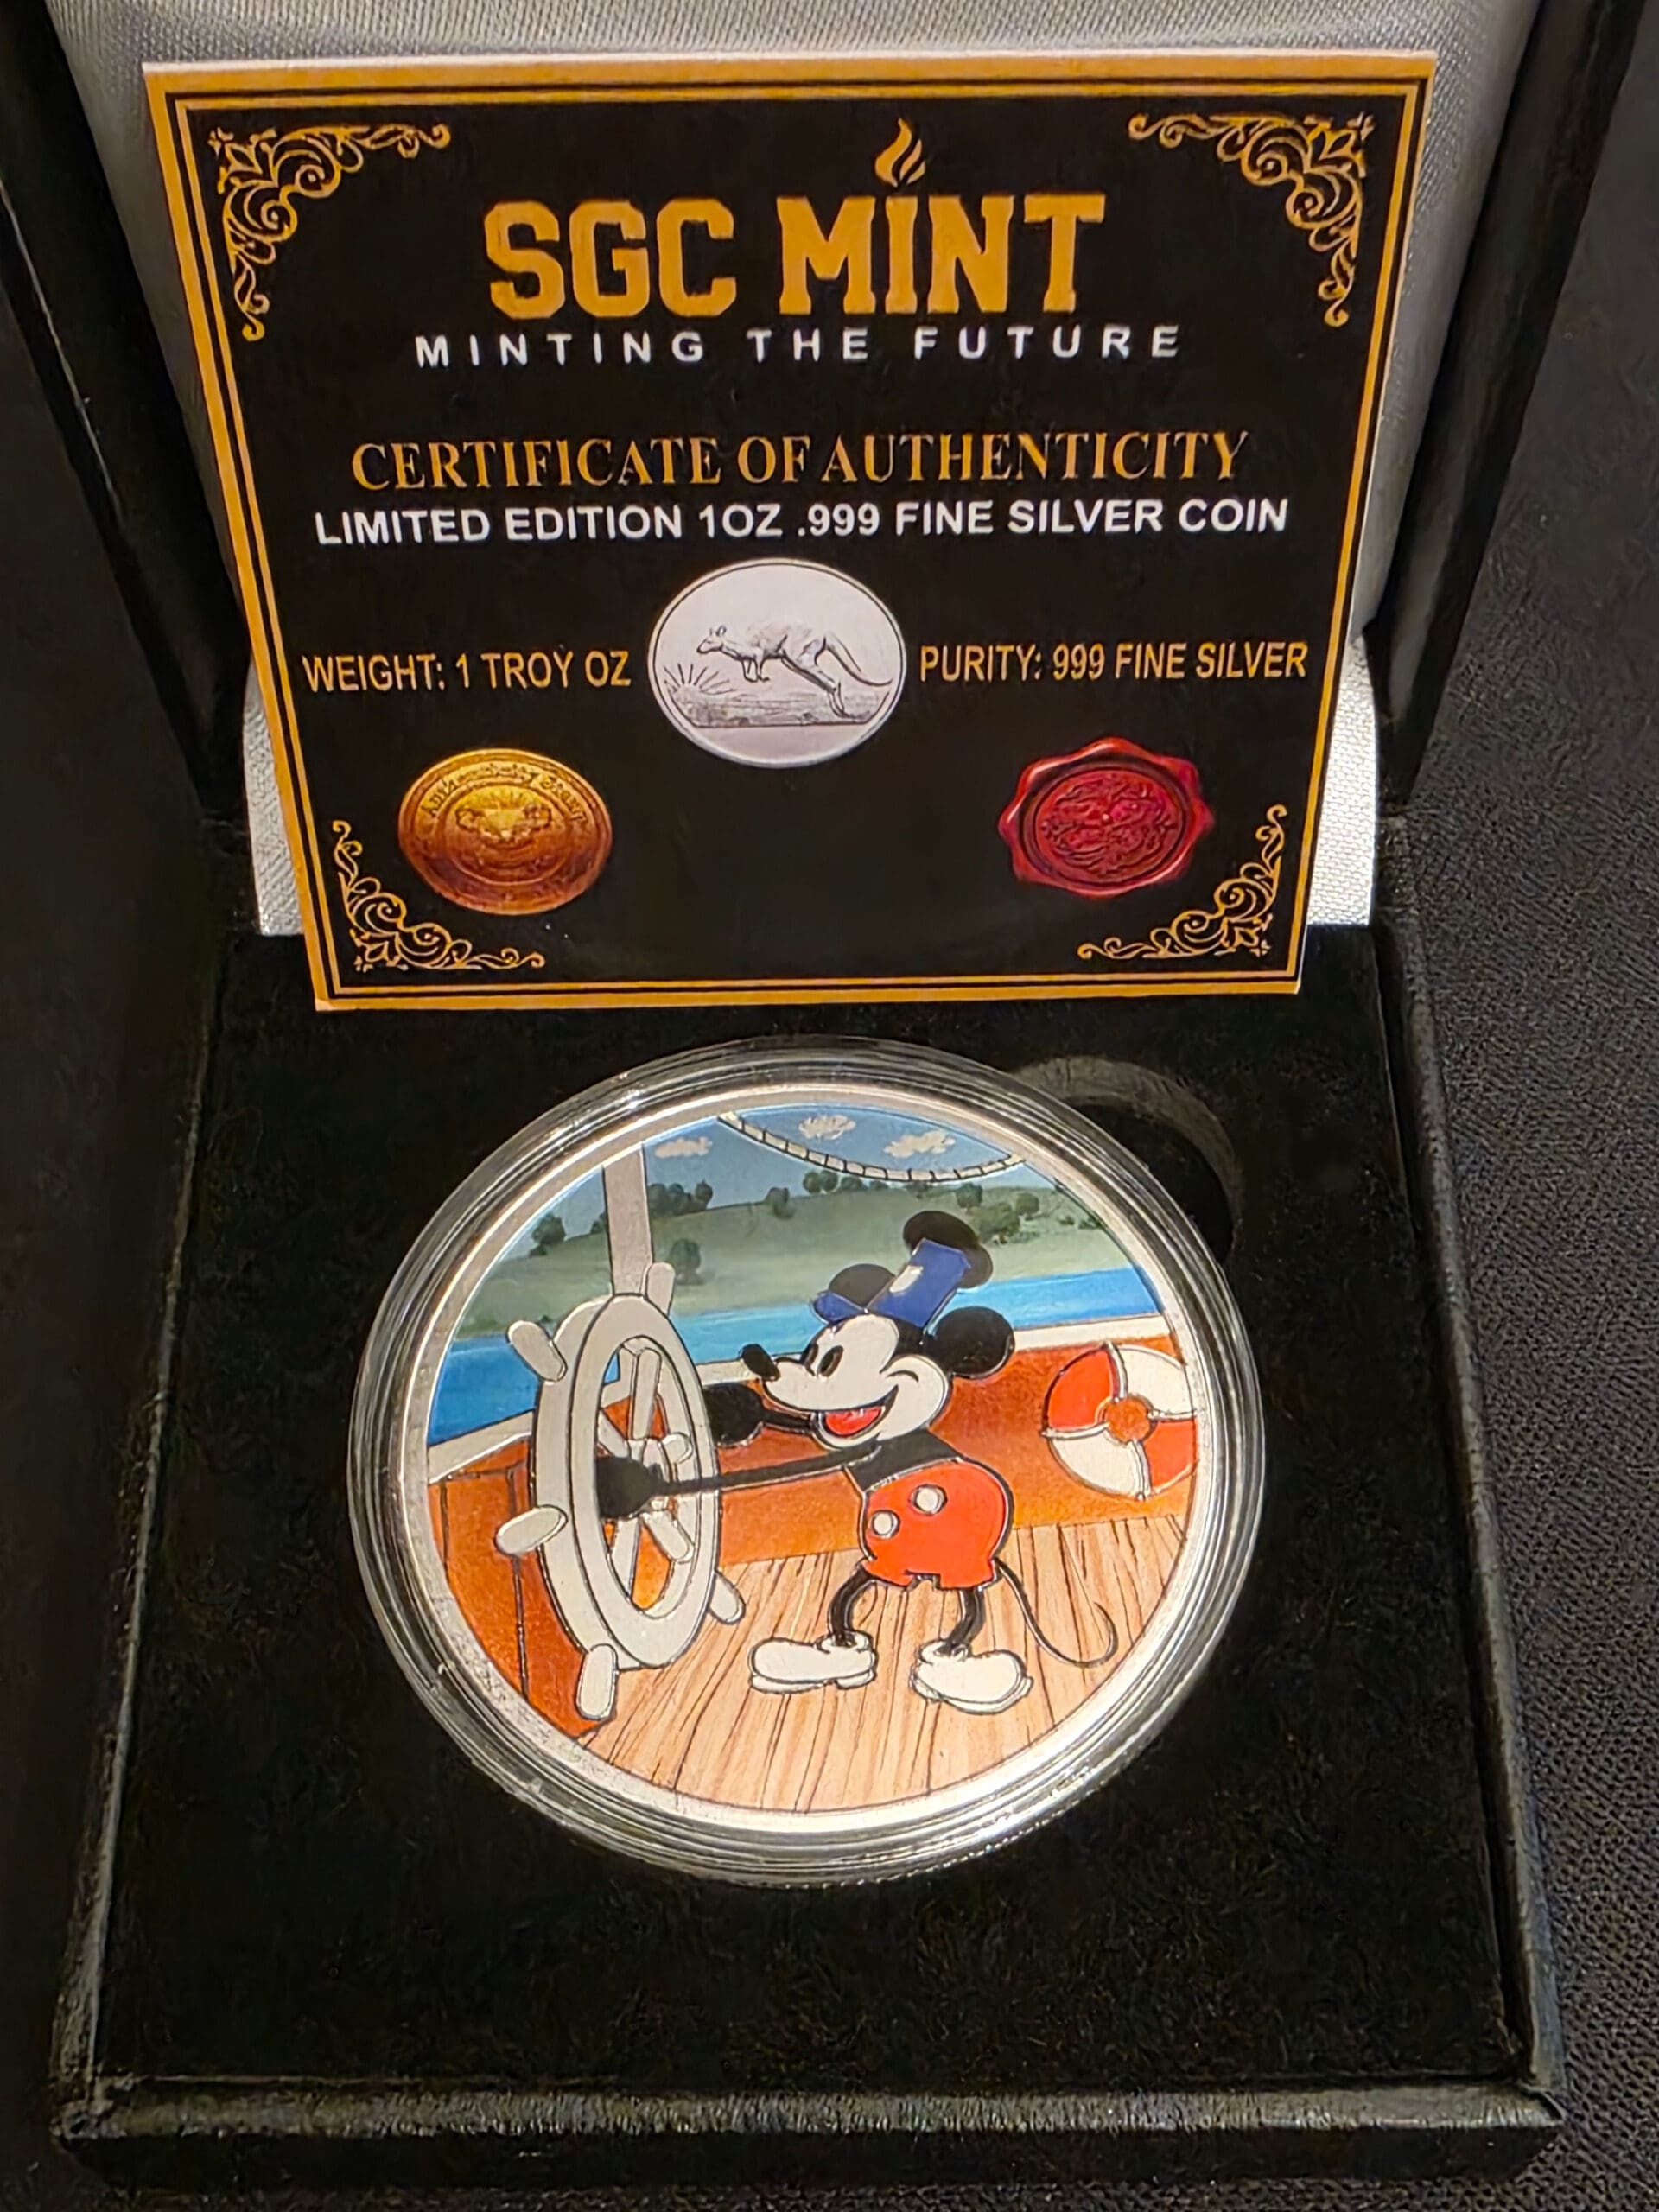 SGC MINT
MINTING THE FUTURE
CERTIFICATE OF AUTHENTICITY
LIMITED EDITION 1OZ .999 FINE SILVER COIN
WEIGHT: 1 TROY OZ
PURITY: 999 FINE SILVER